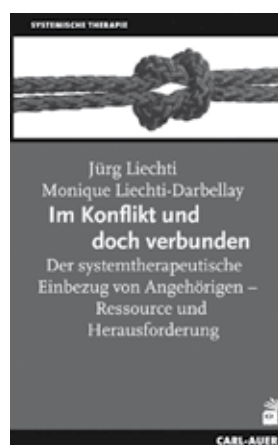 SYSTEMISCHE THERAPIE
Jürg Liechti
Monique Liechti-Darbellay
Im Konflikt und
doch verbunden
Der systemtherapeutische
Einbezug von Angehörigen –
Ressource und
Herausforderung
CARL-AUER